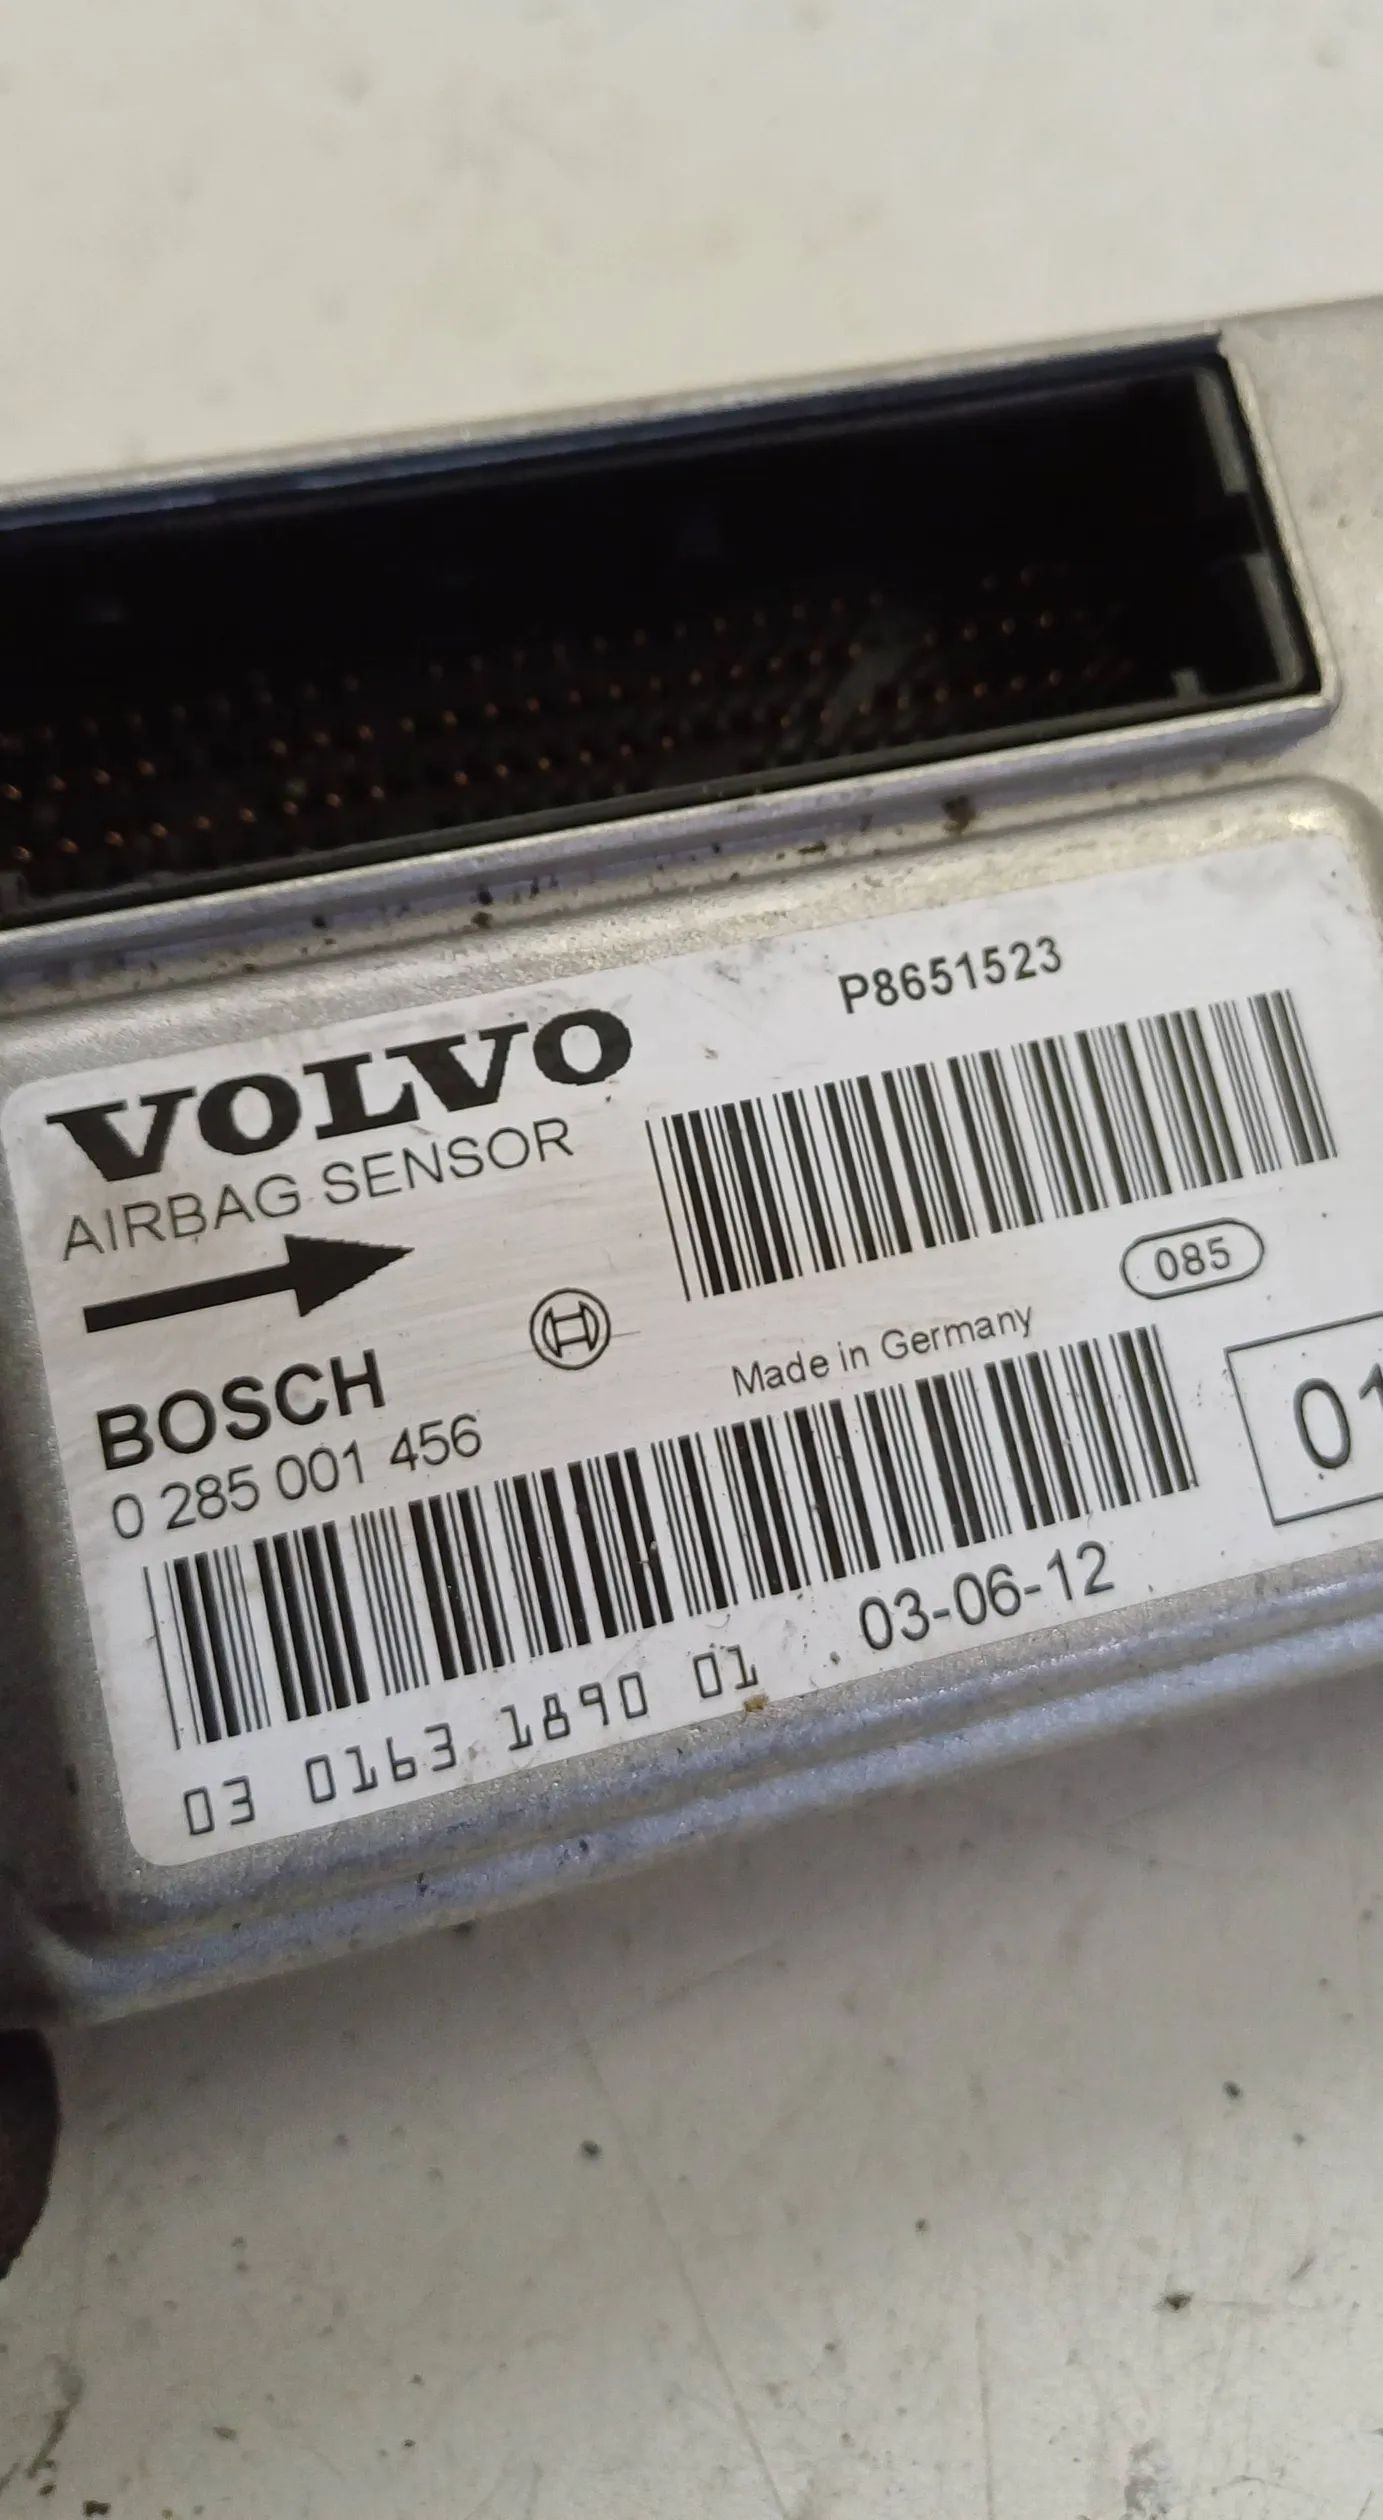 P8651523
VOLVO
AIRBAG SENSOR
085
Made in Germany
BOSCH
0 285 001 456
01
03-06-12
03 0163 1890 01